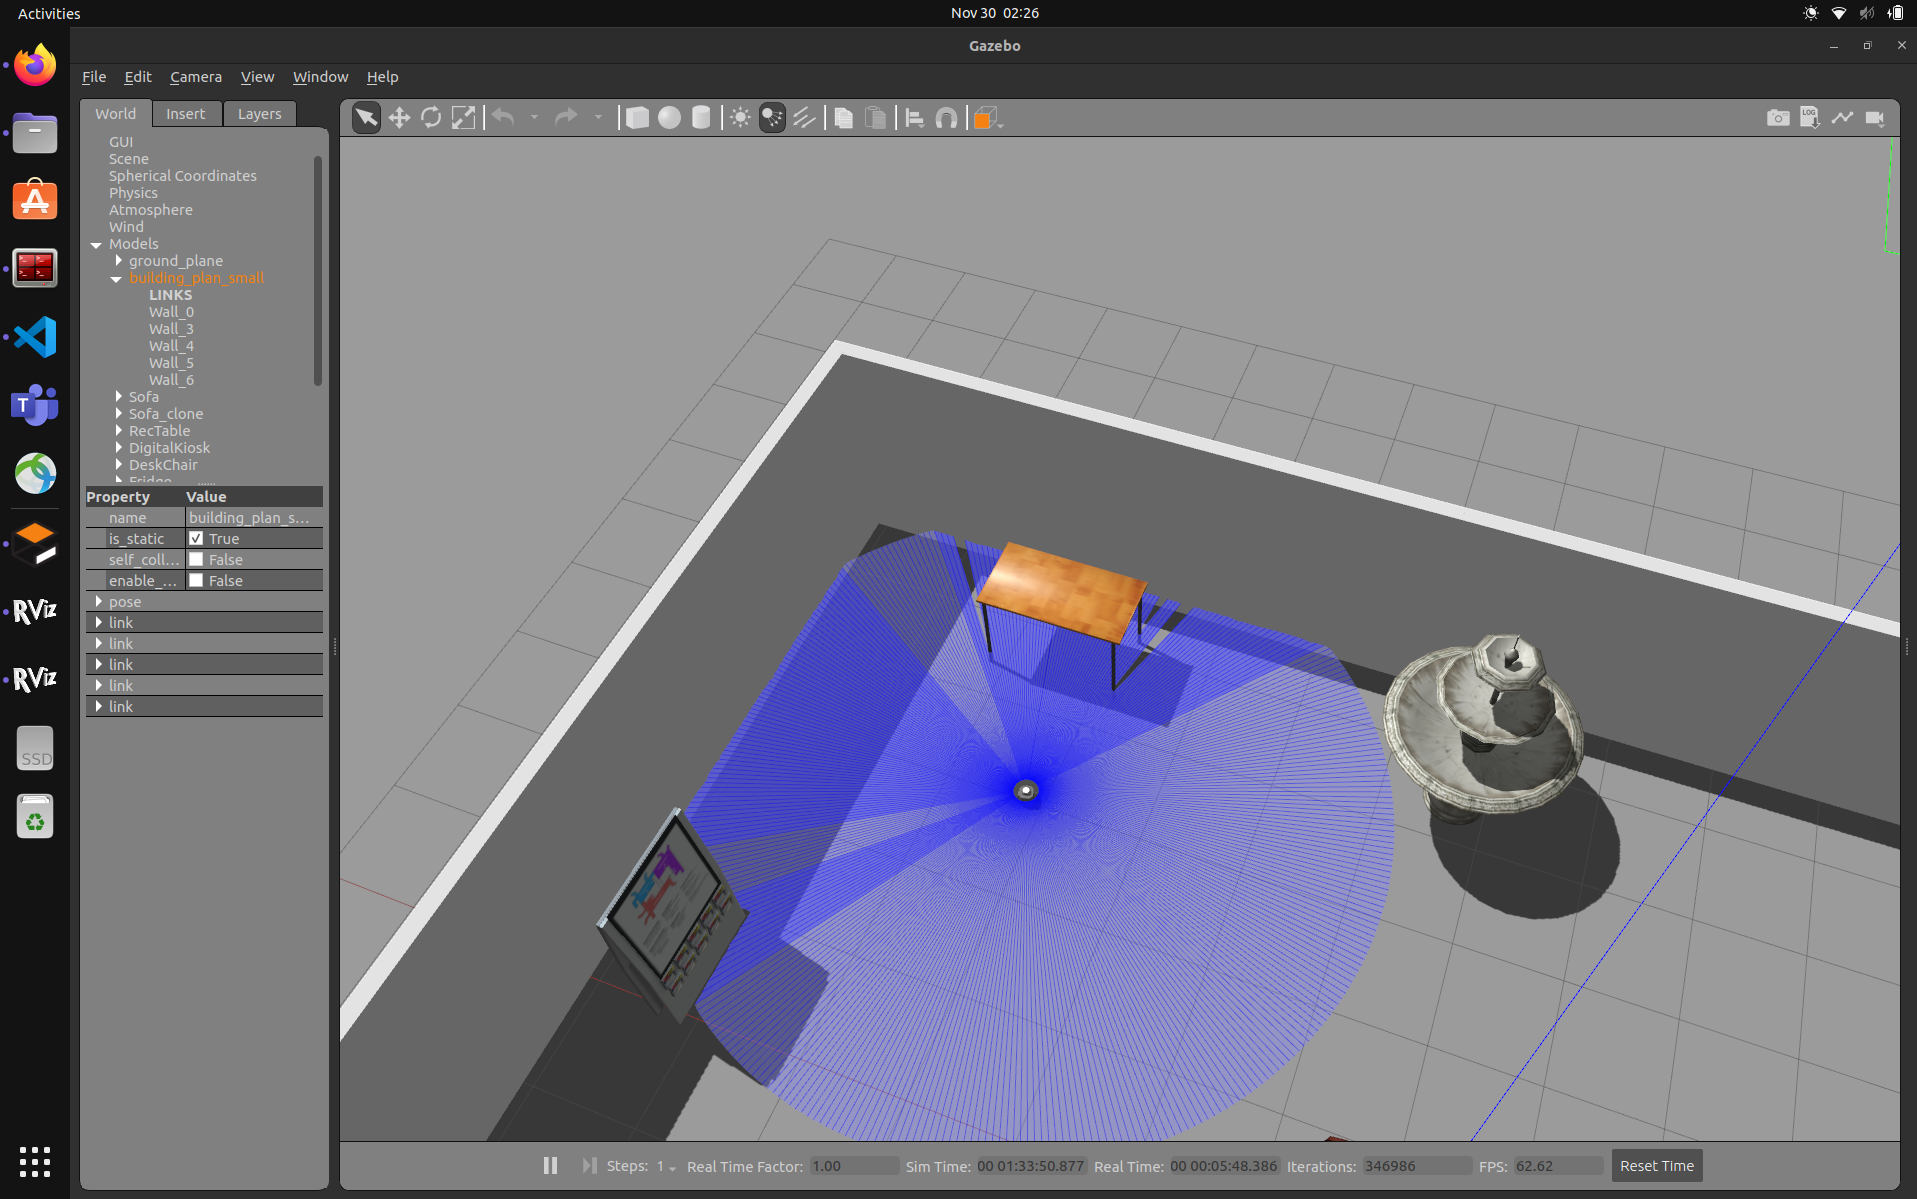 Activities
Nov 30 02:26
Gazebo
File Edit Camera View Window Help
World Insert Layers
LOG
GUI
Scene
Spherical Coordinates
Physics
Atmosphere
Wind
Models
ground_plane
building_plan_small
LINKS
Wall_0
Wall_3
Wall_4
Wall_5
Wall_6
Sofa
Sofa_clone
RecTable
DigitalKiosk
DeskChair
Fridge
Property Value
name building_plan_s...
is_static True
self_coll... False
enable_... False
pose
link
link
link
link
link
T
RViz
RViz
SSD
Steps: 1 Real Time Factor: 1.00 Sim Time: 00 01:33:50.877 Real Time: 00 00:05:48.386 Iterations: 346986 FPS: 62.62 Reset Time